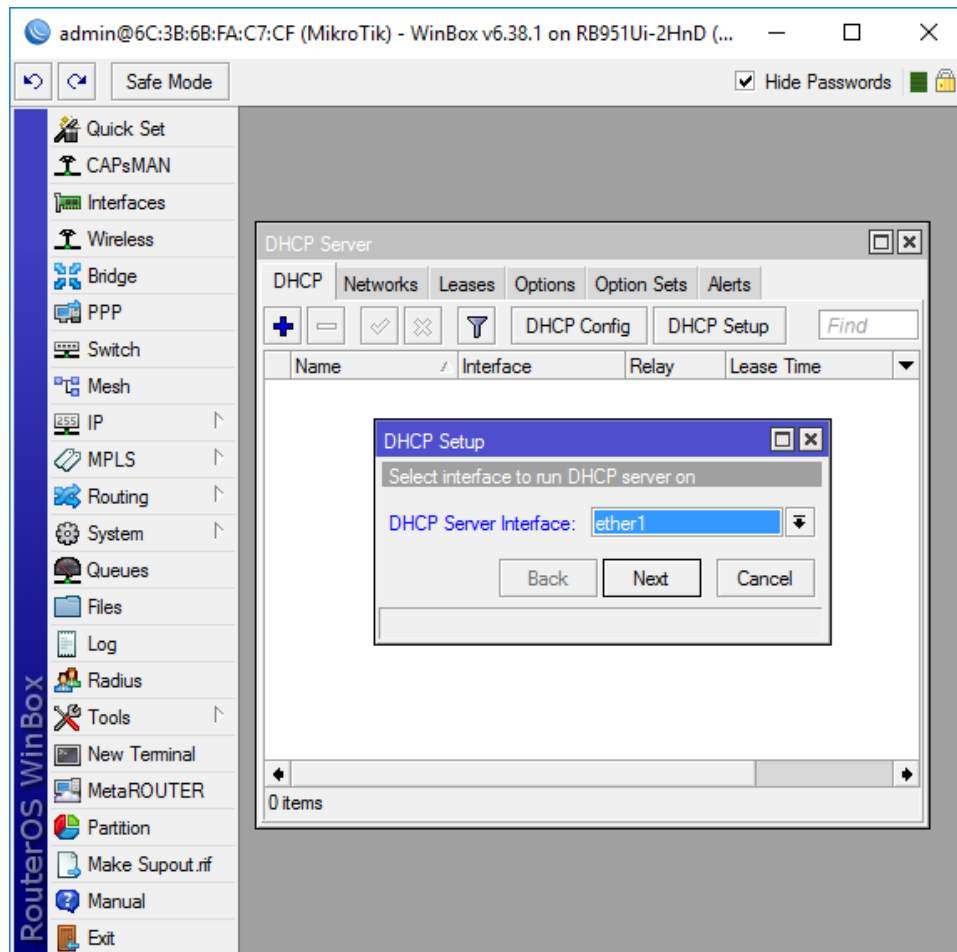 admin@6C:3B:6B:FA:C7:CF (MikroTik) - WinBox v6.38.1 on RB951Ui-2HnD (...
Safe Mode
Hide Passwords
Quick Set
CAPsMAN
Interfaces
Wireless
Bridge
PPP
Switch
Mesh
255 IP
MPLS
Routing
System
Queues
Files
Log
Radius
Tools
New Terminal
MetaROUTER
Partition
Make Supout.rif
Manual
Exit
RouterOS WinBox
DHCP Server
DHCP Networks Leases Options Option Sets Alerts
DHCP Config DHCP Setup Find
Name Interface Relay Lease Time
DHCP Setup
Select interface to run DHCP server on
DHCP Server Interface: ether1
Back Next Cancel
0 items